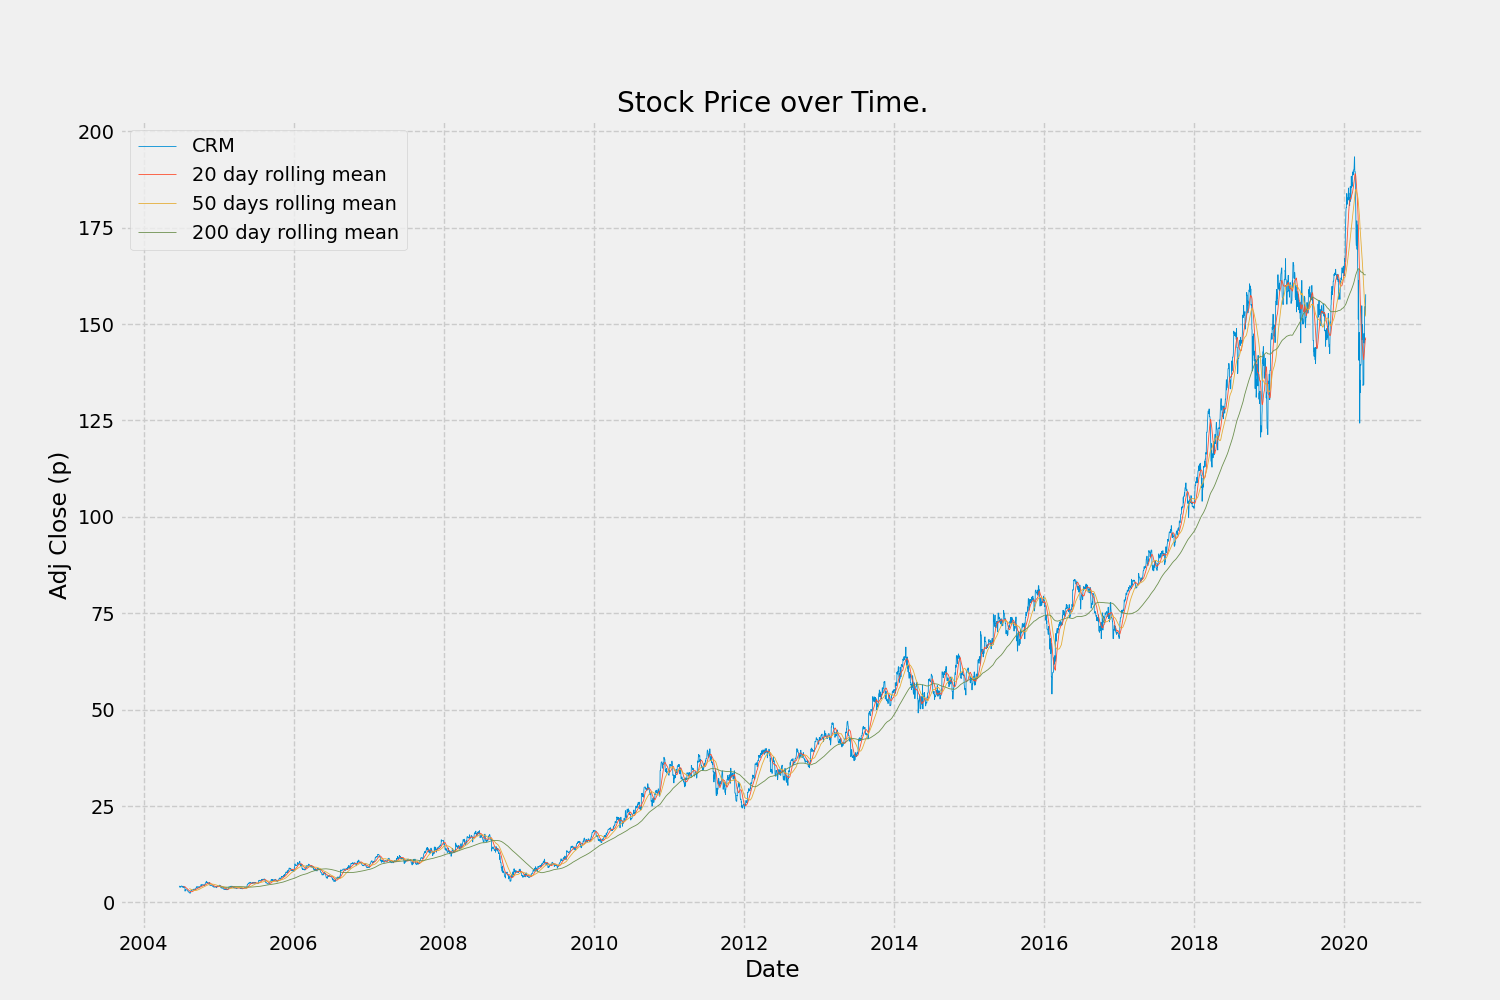 Stock Price over Time.
CRM
20 day rolling mean
50 days rolling mean
200 day rolling mean
200
175
150
125
100
75
50
25
0
Adj Close (p)
2004 2006 2008 2010 2012 2014 2016 2018 2020
Date